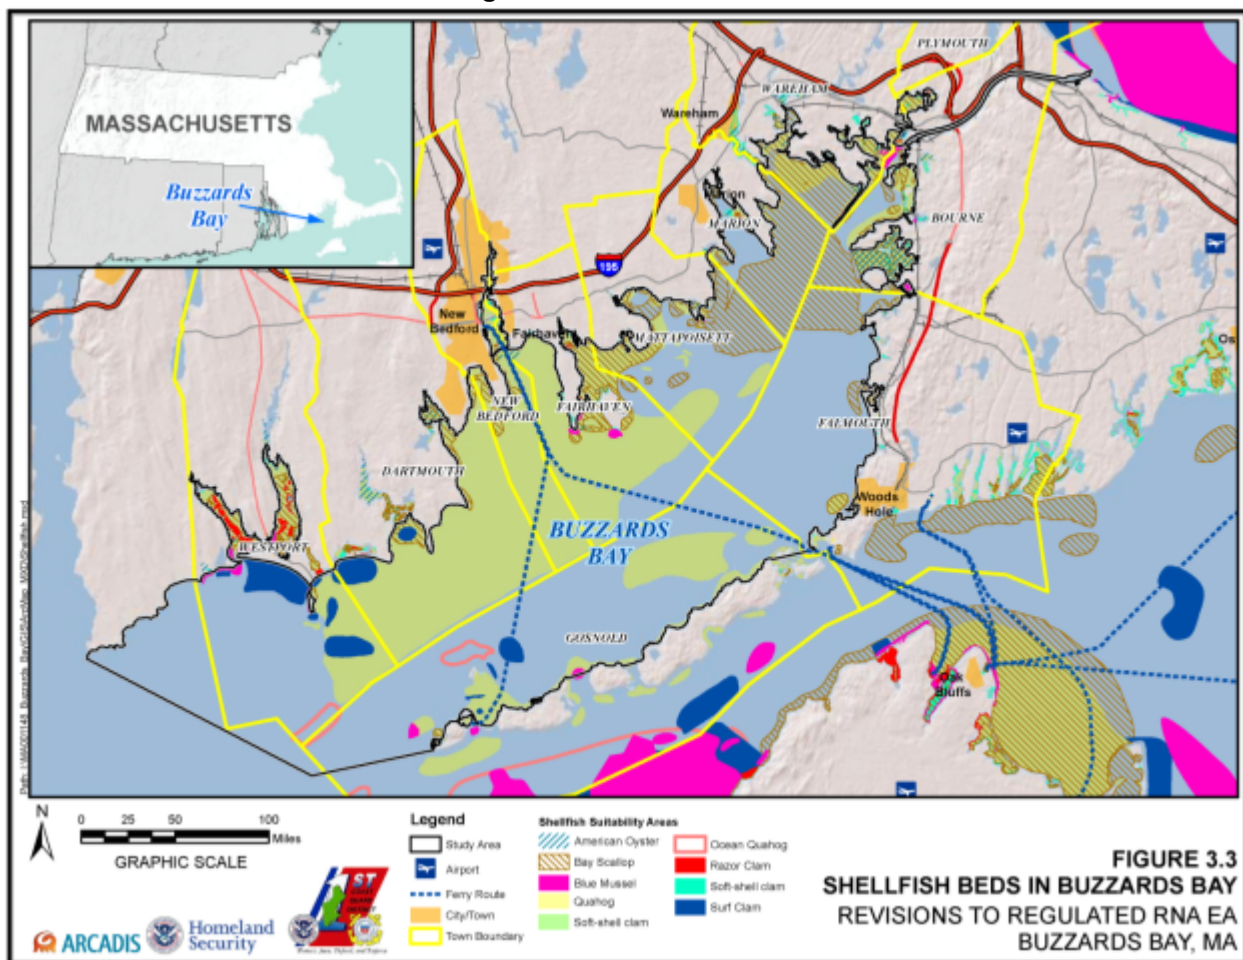 MASSACHUSETTS
Buzzards
Bay
PLYMOUTH
WAREHAM
Wareham
MARION
BOURNE
195
New
Bedford
Fairhaven
MATTAPOISETT
NEW
BEDFORD
FAIRHAVEN
FALMOUTH
DARTMOUTH
Woods
Hole
BUZZARDS
BAY
WESTPORT
GOSNOLD
Oak
Bluffs
N
0 25 50 100
Miles
GRAPHIC SCALE
ARCADIS
Homeland
Security
1ST
Legend
Study Area
Airport
Ferry Route
City/Town
Town Boundary
Shellfish Suitability Areas
American Oyster
Bay Scallop
Blue Mussel
Quahog
Soft-shell clam
Ocean Quahog
Razor Clam
Soft-shell clam
Surf Clam
FIGURE 3.3
SHELLFISH BEDS IN BUZZARDS BAY
REVISIONS TO REGULATED RNA EA
BUZZARDS BAY, MA